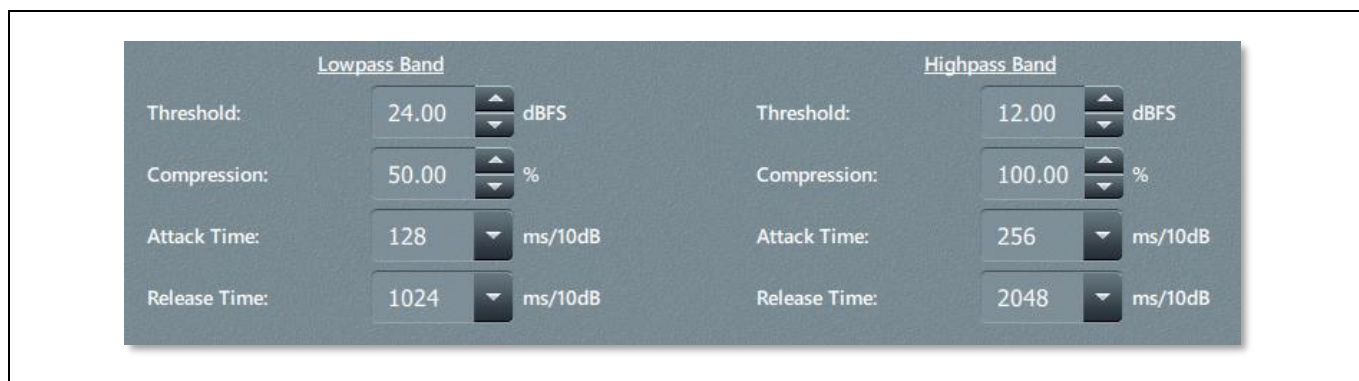 Lowpass Band Highpass Band
Threshold: 24.00 dBFS Threshold: 12.00 dBFS
Compression: 50.00 % Compression: 100.00 %
Attack Time: 128 ms/10dB Attack Time: 256 ms/10dB
Release Time: 1024 ms/10dB Release Time: 2048 ms/10dB